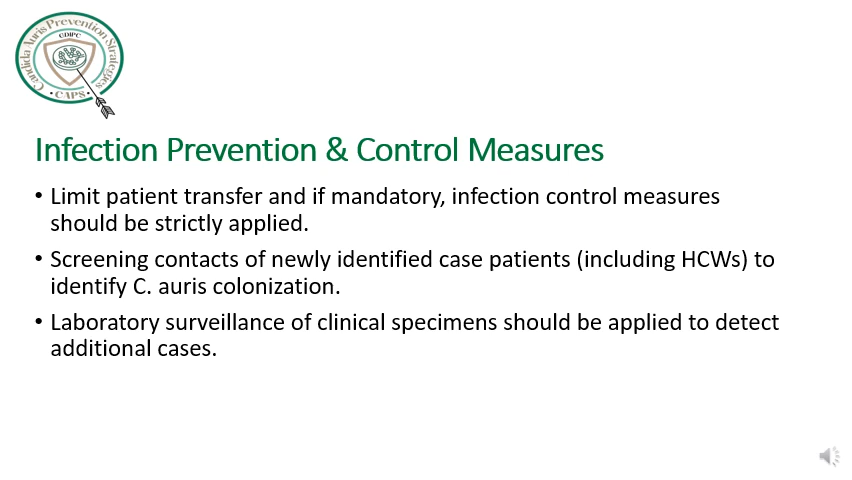 Candida Auris Prevention Strategies
GDIPC
• CAPS •
Infection Prevention & Control Measures
• Limit patient transfer and if mandatory, infection control measures
should be strictly applied.
• Screening contacts of newly identified case patients (including HCWs) to
identify C. auris colonization.
• Laboratory surveillance of clinical specimens should be applied to detect
additional cases.